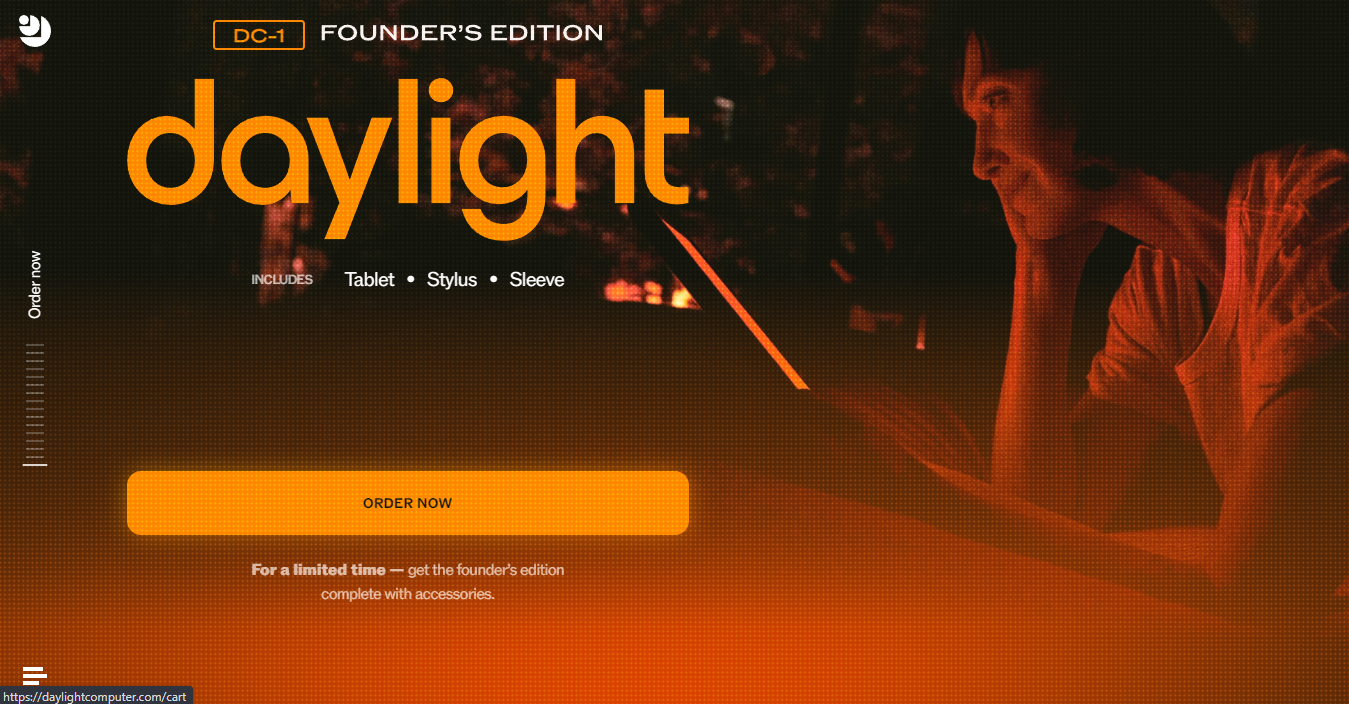 DC-1 FOUNDER'S EDITION
daylight
INCLUDES Tablet • Stylus • Sleeve
Order now
ORDER NOW
For a limited time — get the founder's edition
complete with accessories.
https://daylightcomputer.com/cart